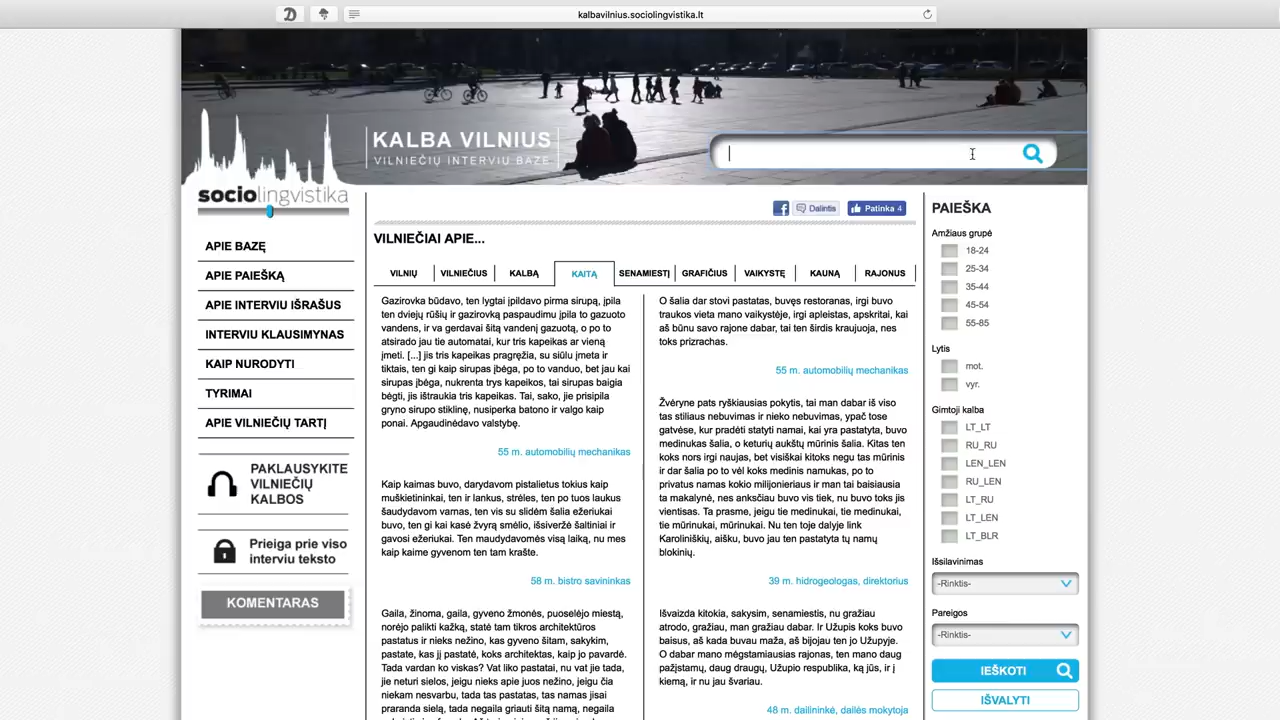 kalbavilnius.sociolingvistika.lt
KALBA VILNIUS
VILNIEČIŲ INTERVIU BAZĖ
sociolingvistika
APIE BAZĘ
APIE PAIEŠKĄ
APIE INTERVIU IŠRAŠUS
INTERVIU KLAUSIMYNAS
KAIP NURODYTI
TYRIMAI
APIE VILNIEČIŲ TARTĮ
PAKLAUSYKITE
VILNIEČIŲ
KALBOS
Prieiga prie viso
interviu teksto
KOMENTARAS
Dalintis
Patinka 4
VILNIEČIAI APIE...
VILNIŲ
VILNIEČIUS
KALBĄ
KAITĄ
SENAMIESTĮ
GRAFIČIUS
VAIKYSTĘ
KAUNĄ
RAJONUS
Gazirovka būdavo, ten lygtai įpildavo pirma sirupą, įpila
ten dviejų rūšių ir gazirovką paspaudimu įpila to gazuoto
vandens, ir va gerdavai šitą vandenį gazuotą, o po to
atsirado jau tie automatai, kur tris kapeikas ar vieną
įmeti. [...] jis tris kapeikas pragręžia, su siūlu įmeta ir
tiktais, ten gi kaip sirupas įbėga, po to vanduo, bet jau kai
sirupas įbėga, nukrenta trys kapeikos, tai sirupas baigia
bėgti, jis ištraukia tris kapeikas. Tai, sako, jie prisipila
gryno sirupo stiklinę, nusiperka batono ir valgo kaip
ponai. Apgaudinėdavo valstybę.
55 m. automobilių mechanikas
Kaip kaimas buvo, darydavom pistalietus tokius kaip
muškietininkai, ten ir lankus, strėles, ten po tuos laukus
šaudydavom varnas, ten vis su slidėm šalia ežeriukai
buvo, ten gi kai kasė žvyrą smėlio, išsiveržė šaltiniai ir
gavosi ežeriukai. Ten maudydavomės visą laiką, nu mes
kaip kaime gyvenom ten tam krašte.
58 m. bistro savininkas
Gaila, žinoma, gaila, gyveno žmonės, puoselėjo miestą,
norėjo palikti kažką, statė tam tikros architektūros
pastatus ir nieks nežino, kas gyveno šitam, sakykim,
pastate, kas jį pastatė, koks architektas, kaip jo pavardė.
Tada vardan ko viskas? Vat liko pastatai, nu vat jie tada,
jie neturi sielos, jeigu nieks apie juos nežino, jeigu čia
niekam nesvarbu, tada tas pastatas, tas namas jisai
praranda sielą, tada negaila griauti šitą namą. Aš
O šalia dar stovi pastatas, buvęs restoranas, irgi buvo
traukos vieta mano vaikystėje, irgi apleistas, apskritai, kai
aš būnu savo rajone dabar, tai ten širdis kraujuoja, nes
toks prizrachas.
55 m. automobilių mechanikas
Žvėryne pats ryškiausias pokytis, tai man dabar iš viso
tas stiliaus nebuvimas ir nieko nebuvimas, ypač tose
gatvėse, kur pradėti statyti namai, kai yra pastatyta, buvo
medinukas šalia, o keturių aukštų mūrinis šalia. Kitas ten
koks nors irgi naujas, bet visiškai kitoks negu tas mūrinis
ir dar šalia po to vėl koks medinis namukas, po to
privatus namas kokio milijonieriaus ir man tai baisiausia
ta makalynė, nes anksčiau buvo vis tiek, nu buvo toks jis
vientisas. Ta prasme, jeigu tie medinukai, tie medinukai,
tie mūrinukai, mūrinukai. Nu ten toje dalyje link
Karoliniškių, aišku, buvo jau ten pastatyta tų namų
blokinių.
39 m. hidrogeologas, direktorius
Išvaizda kitokia, sakysim, senamiestis, nu gražiau
atrodo, gražiau, man gražiau dabar. Ir Užupis koks buvo
baisus, aš kada buvau maža, aš bijojau ten jo Užupyje.
O dabar mano mėgstamiausias rajonas, ten mano daug
pažįstamų, daug draugų, Užupio respublika, ką jūs, ir į
kiemą, ir nu jau švariau.
48 m. dailininkė, dailės mokytoja
PAIEŠKA
Amžiaus grupė
18-24
25-34
35-44
45-54
55-85
Lytis
mot.
vyr.
Gimtoji kalba
LT_LT
RU_RU
LEN_LEN
RU_LEN
LT_RU
LT_LEN
LT_BLR
Išsilavinimas
-Rinktis-
Pareigos
-Rinktis-
IEŠKOTI
IŠVALYTI